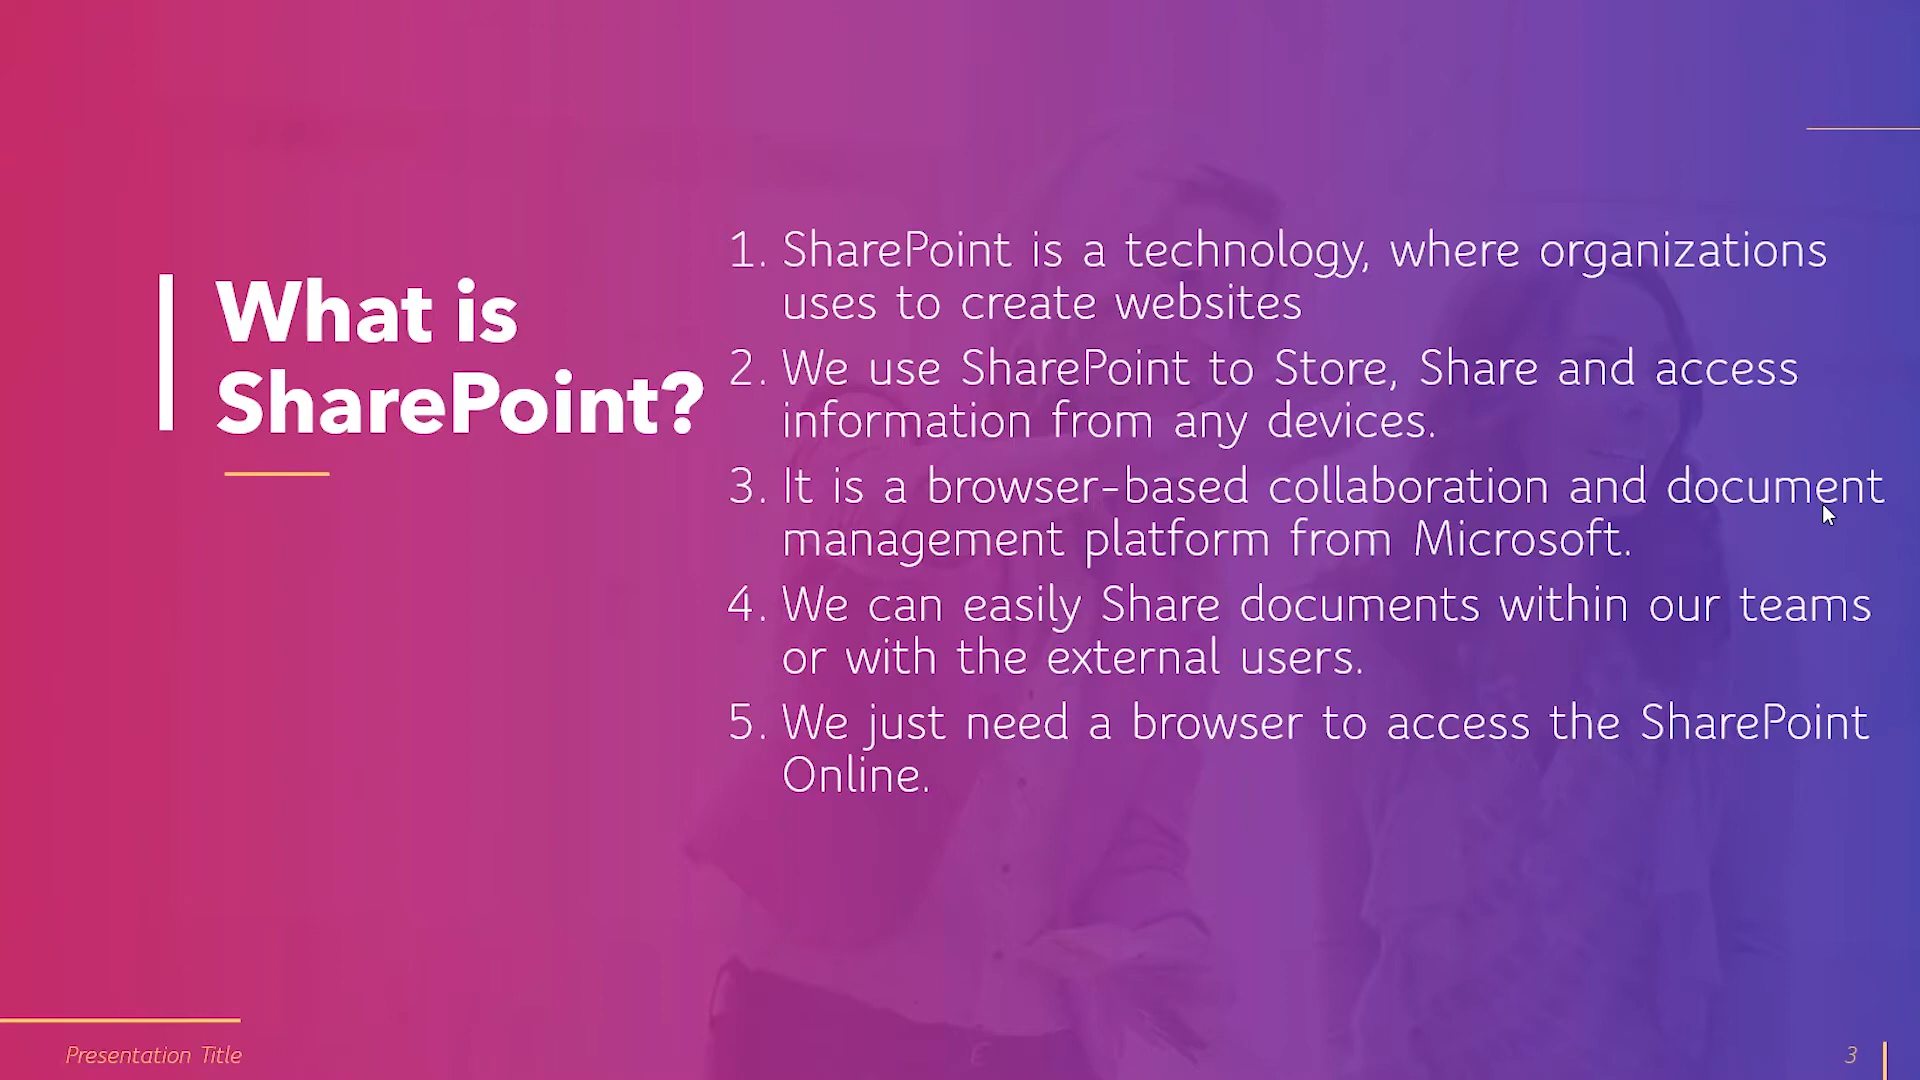 What is
SharePoint?
1. SharePoint is a technology, where organizations
uses to create websites
2. We use SharePoint to Store, Share and access
information from any devices.
3. It is a browser-based collaboration and document
management platform from Microsoft.
4. We can easily Share documents within our teams
or with the external users.
5. We just need a browser to access the SharePoint
Online.
Presentation Title
3